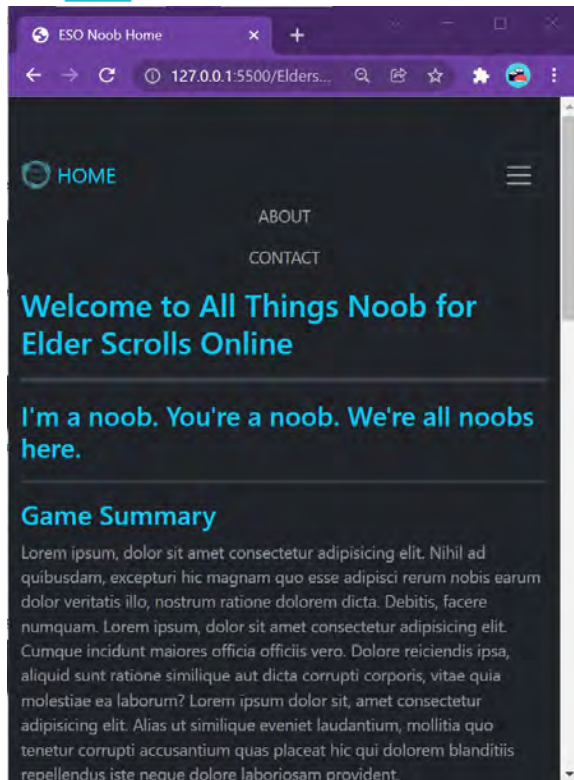 ESO Noob Home
127.0.0.1:5500/Elders...
HOME
ABOUT
CONTACT
Welcome to All Things Noob for
Elder Scrolls Online
I'm a noob. You're a noob. We're all noobs
here.
Game Summary
Lorem ipsum, dolor sit amet consectetur adipisicing elit. Nihil ad
quibusdam, excepturi hic magnam quo esse adipisci rerum nobis earum
dolor veritatis illo, nostrum ratione dolorem dicta. Debitis, facere
numquam. Lorem ipsum, dolor sit amet consectetur adipisicing elit.
Cumque incidunt maiores officia officiis vero. Dolore reiciendis ipsa,
aliquid sunt ratione similique aut dicta corrupti corporis, vitae quia
molestiae ea laborum? Lorem ipsum dolor sit, amet consectetur
adipisicing elit. Alias ut similique eveniet laudantium, mollitia quo
tenetur corrupti accusantium quas placeat hic qui dolorem blanditiis
repellendus iste neque dolore laboriosam provident.